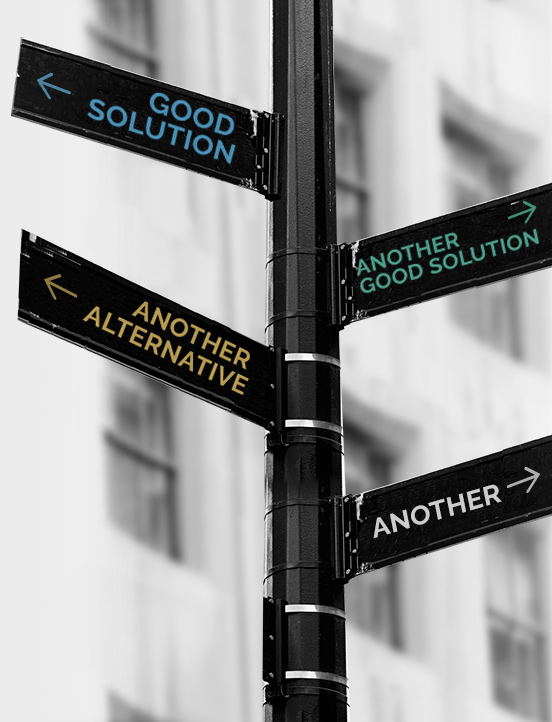 GOOD
SOLUTION
ANOTHER
GOOD SOLUTION
ANOTHER
ALTERNATIVE
ANOTHER